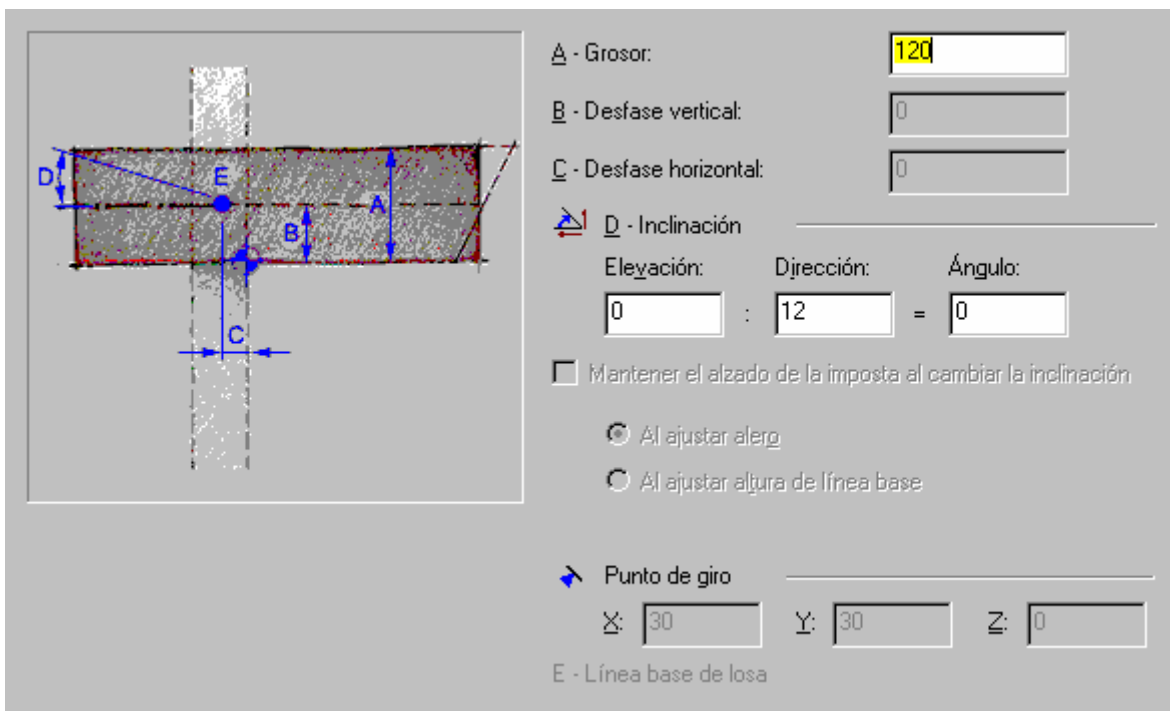 A - Grosor: 120
B - Desfase vertical: 0
C - Desfase horizontal: 0
D - Inclinación
Elevación: Dirección: Ángulo:
0 : 12 = 0
Mantener el alzado de la imposta al cambiar la inclinación
Al ajustar alero
Al ajustar altura de línea base
Punto de giro
X: 30 Y: 30 Z: 0
E - Línea base de losa
D
E
A
B
C